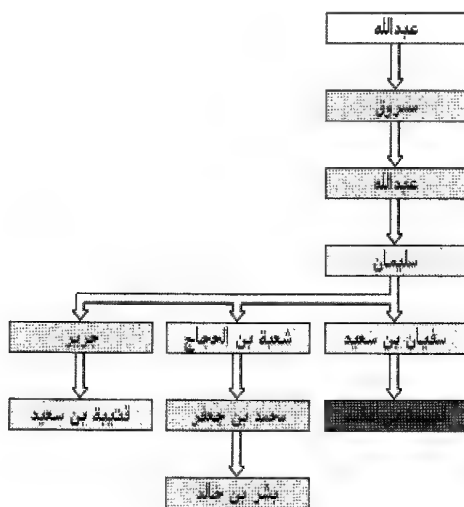 عبدالله
مسروق
عبدالله
سليمان
سفيان بن سعيد
شعبة بن الحجاج
جرير
محمد بن جعفر
قتيبة بن سعيد
بشر بن خالد